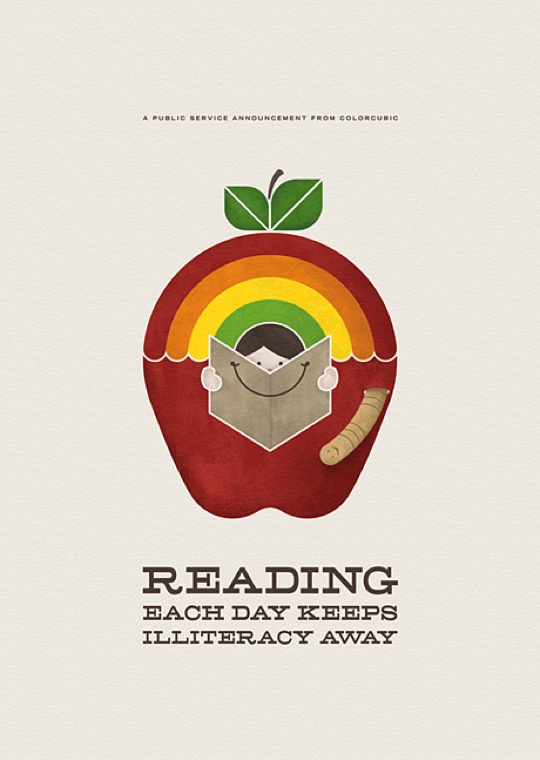 A PUBLIC SERVICE ANNOUNCEMENT FROM COLORCUBIC
READING
EACH DAY KEEPS
ILLITERACY AWAY